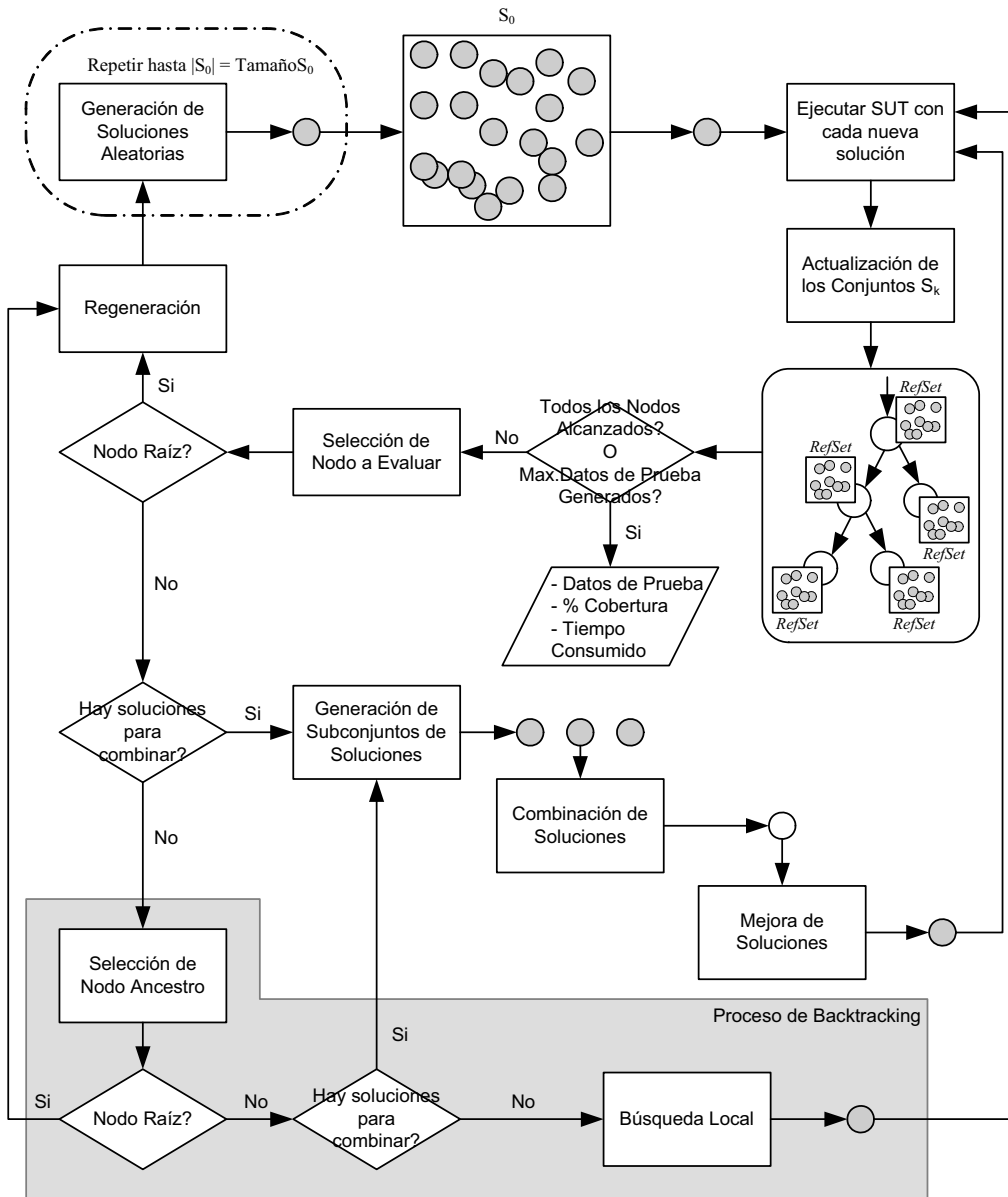 S0
Repetir hasta |S0| = TamañoS0
Generación de
Soluciones
Aleatorias
Ejecutar SUT con
cada nueva
solución
Actualización de
los Conjuntos Sk
Regeneración
Si
Nodo Raíz?
Selección de
Nodo a Evaluar
No
Todos los Nodos
Alcanzados?
O
Max.Datos de Prueba
Generados?
Si
RefSet
RefSet
RefSet
RefSet
RefSet
- Datos de Prueba
- % Cobertura
- Tiempo
Consumido
No
Hay soluciones
para
combinar?
Si
Generación de
Subconjuntos de
Soluciones
Combinación de
Soluciones
No
Mejora de
Soluciones
Selección de
Nodo Ancestro
Proceso de Backtracking
Si
Si
Nodo Raíz?
No
Hay soluciones
para
combinar?
No
Búsqueda Local